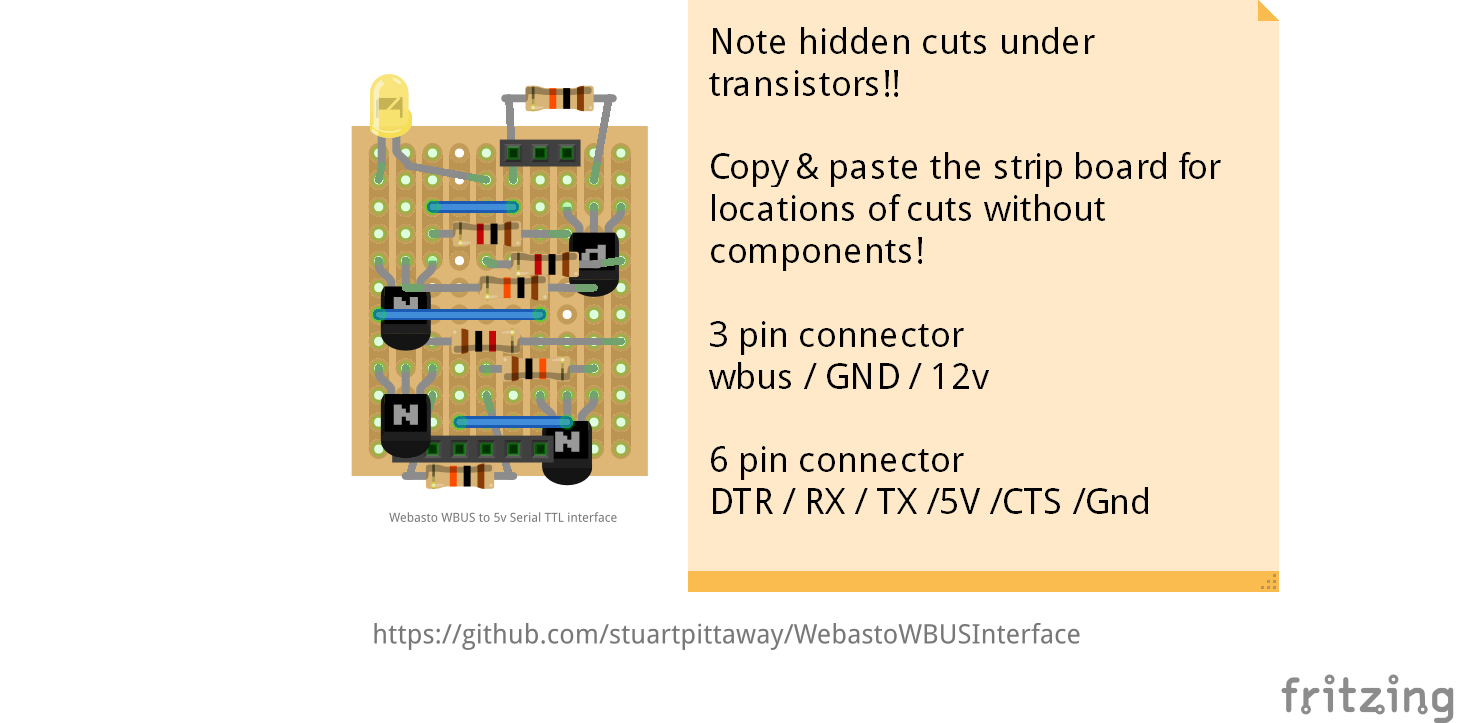 Note hidden cuts under
transistors!!
Copy & paste the strip board for
locations of cuts without
components!
3 pin connector
wbus / GND / 12v
6 pin connector
DTR / RX / TX /5V /CTS /Gnd
N
N
N
Webasto WBUS to 5v Serial TTL interface
https://github.com/stuartpittaway/WebastoWBUSInterface
fritzing